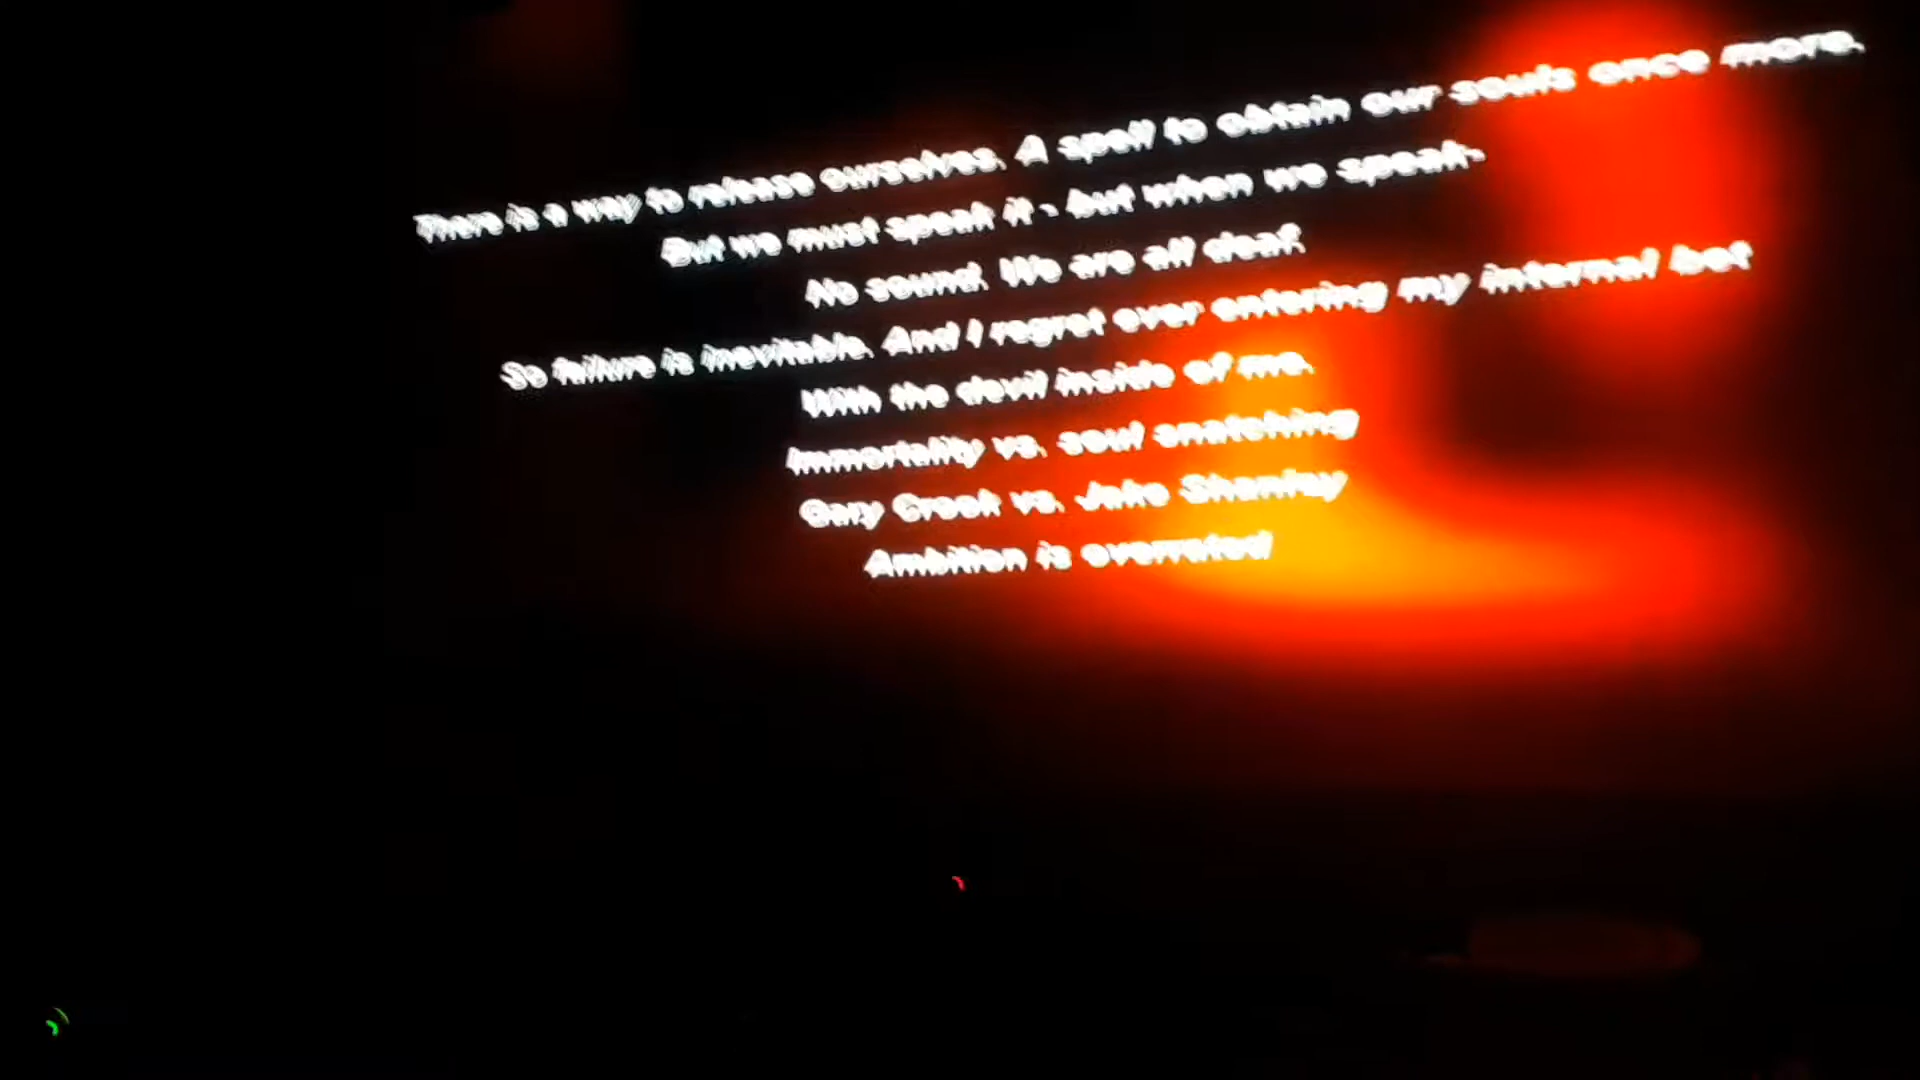 There is a way to release ourselves. A spell to obtain our souls once more.
But we must speak it - but when we speak-
No sound. We are all deaf.
So failure is inevitable. And I regret ever entering my internal bet
With the devil inside of me.
Immortality vs. soul snatching
Gary Crook vs. Jake Shamfay
Ambition is overrated